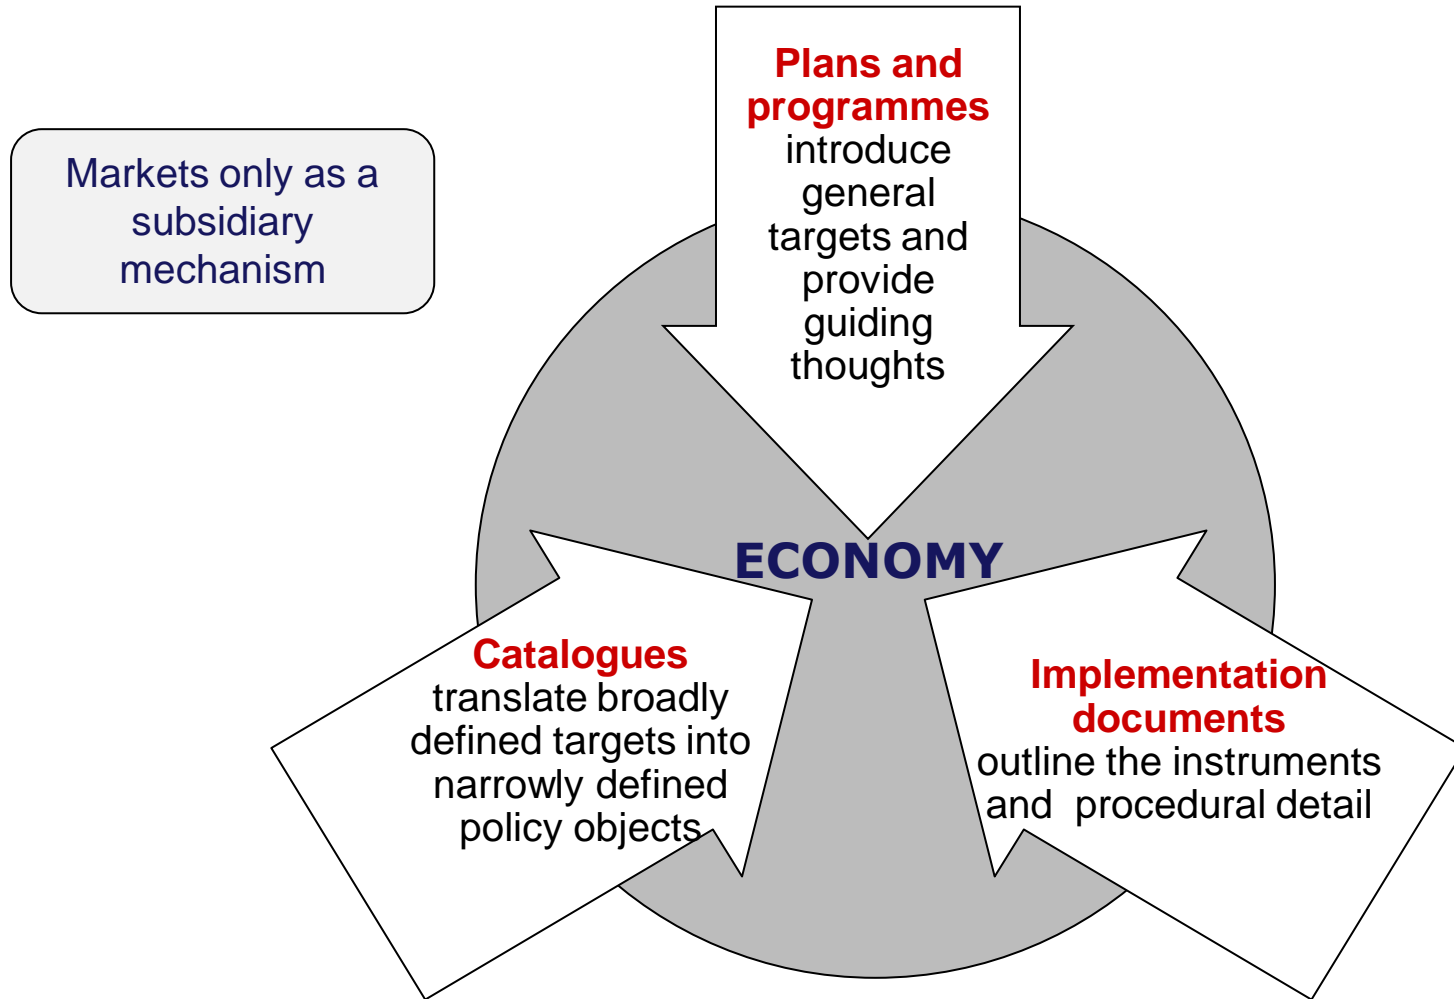 Markets only as a
subsidiary
mechanism
Plans and
programmes
introduce
general
targets and
provide
guiding
thoughts
ECONOMY
Catalogues
translate broadly
defined targets into
narrowly defined
policy objects
Implementation
documents
outline the instruments
and  procedural detail